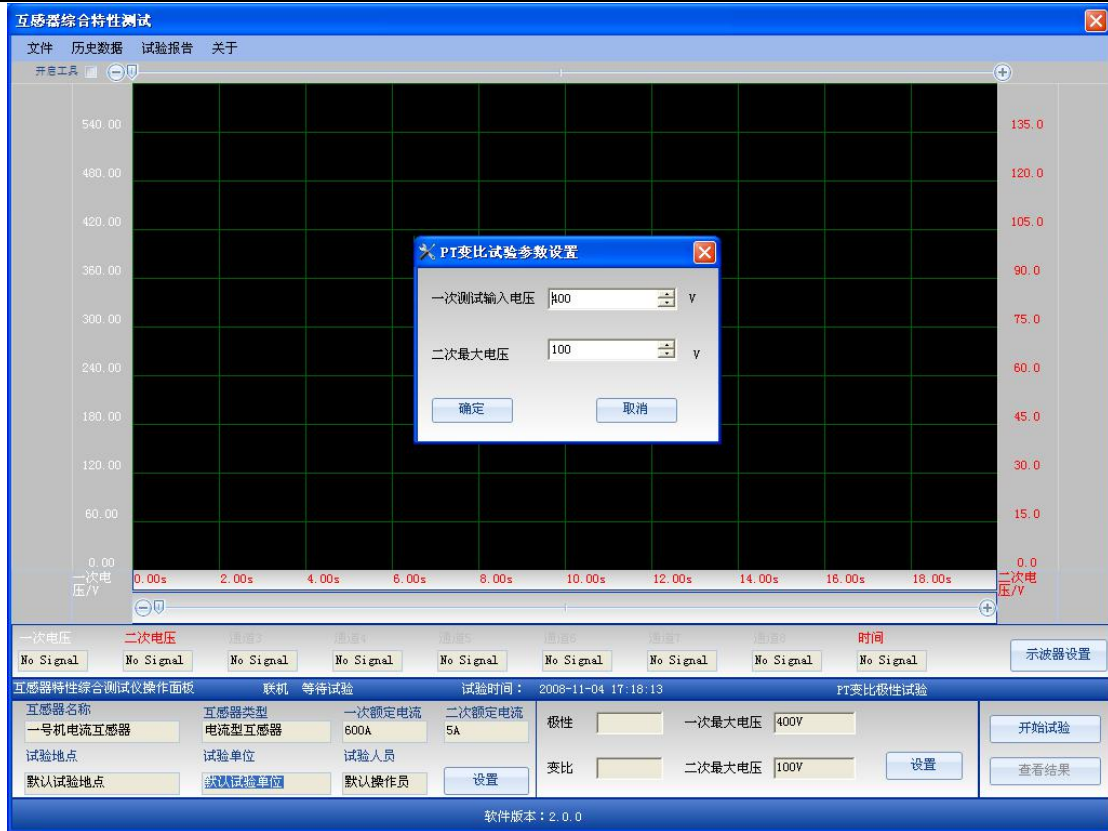 互感器综合特性测试
文件 历史数据 试验报告 关于
开启工具
540.00 135.0
480.00 120.0
420.00 105.0
360.00 90.0
300.00 75.0
240.00 60.0
180.00 45.0
120.00 30.0
60.00 15.0
0.00 0.0
PT变比试验参数设置
一次测试输入电压 400 V
二次最大电压 100 V
确定 取消
一次电压/V 0.00s 2.00s 4.00s 6.00s 8.00s 10.00s 12.00s 14.00s 16.00s 18.00s 二次电压/V
一次电压 二次电压 通道3 通道4 通道5 通道6 通道7 通道8 时间
No Signal No Signal No Signal No Signal No Signal No Signal No Signal No Signal No Signal 示波器设置
互感器特性综合测试仪操作面板 联机 等待试验 试验时间： 2008-11-04 17:18:13 PT变比极性试验
互感器名称 互感器类型 一次额定电流 二次额定电流
一号机电流互感器 电流型互感器 600A 5A
极性 一次最大电压 400V 开始试验
试验地点 试验单位 试验人员
默认试验地点 默认试验单位 默认操作员 设置
变比 二次最大电压 100V 设置 查看结果
软件版本：2.0.0